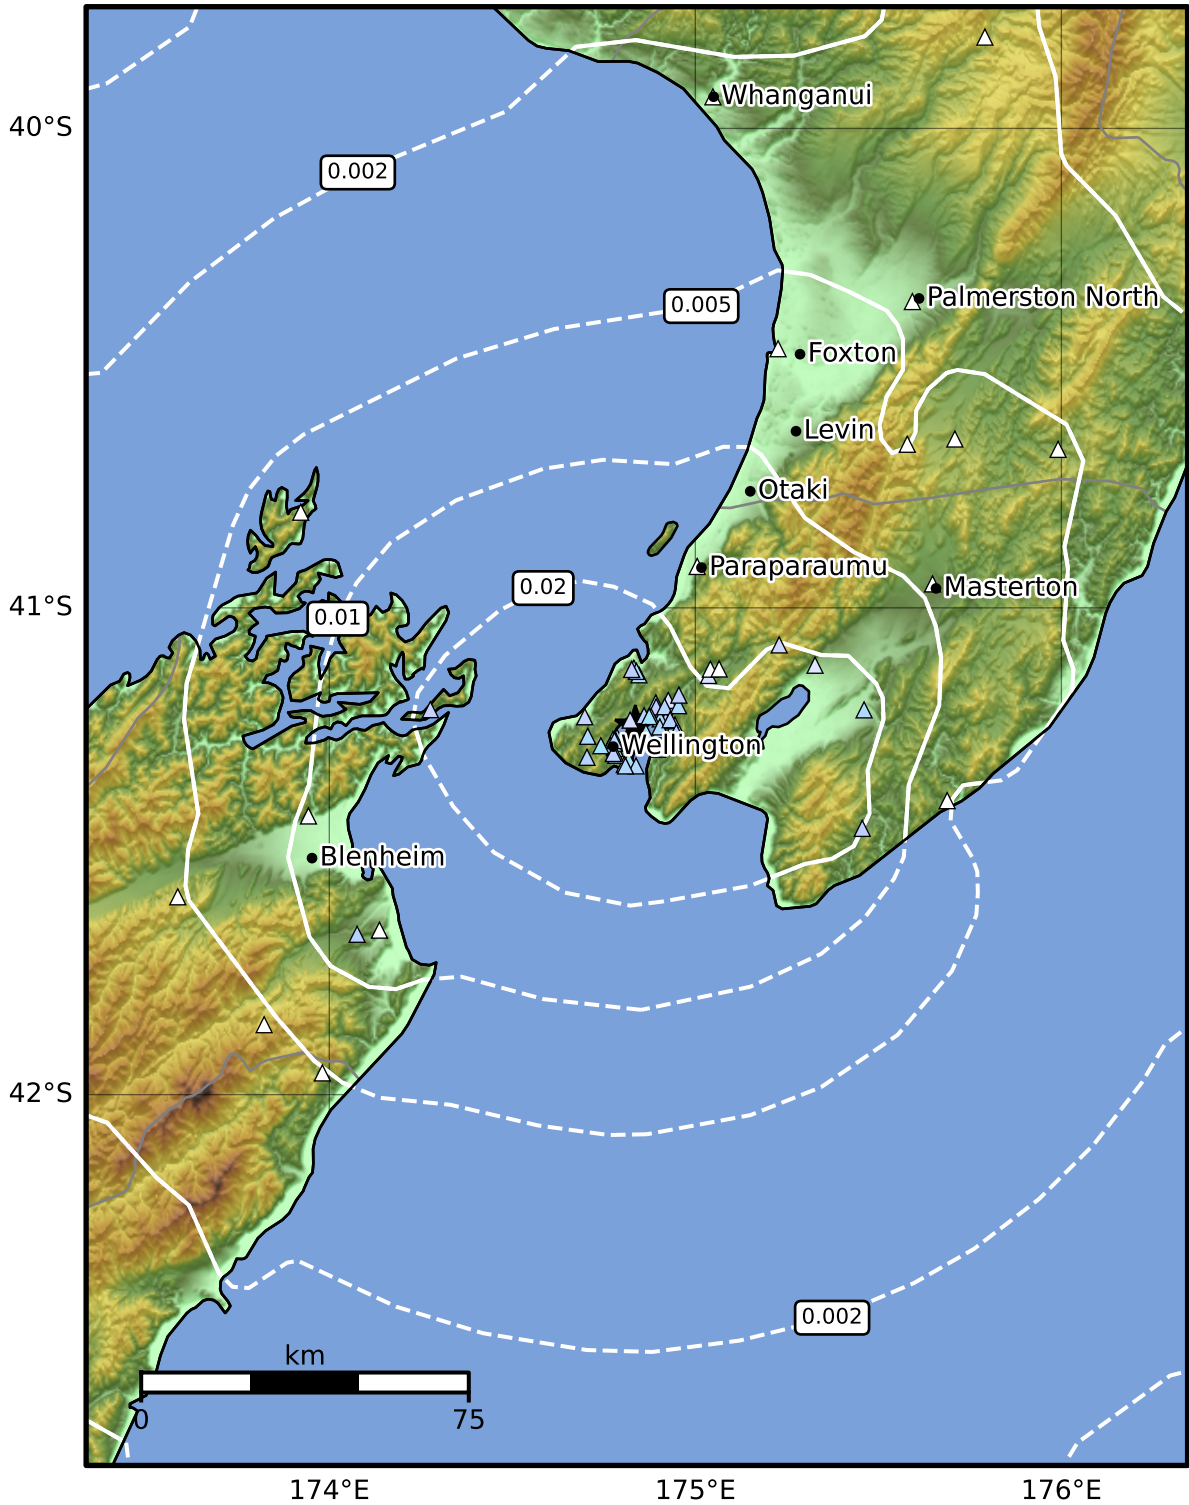 Whanganui
40°S
0.002
Palmerston North
0.005
Foxton
Levin
Otaki
Paraparaumu
Masterton
0.02
41°S
0.01
Wellington
Blenheim
42°S
0.002
km
0
75
174°E
175°E
176°E